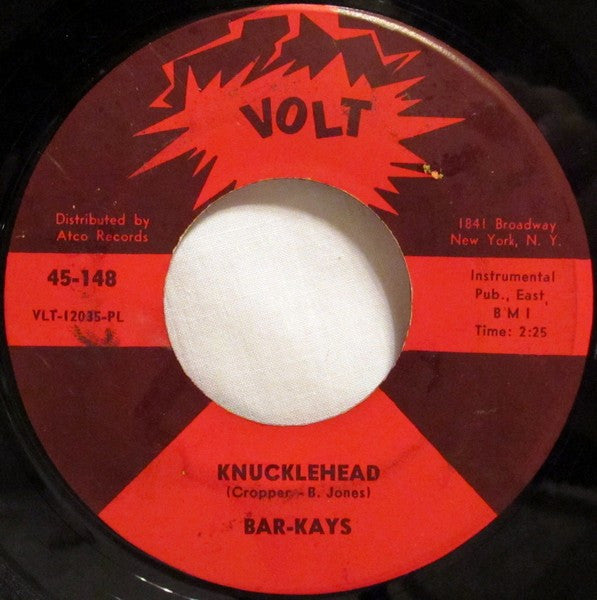 VOLT
Distributed by
Atco Records
1841 Broadway
New York, N. Y.
45-148
VLT-12035-PL
Instrumental
Pub., East,
B M I
Time: 2:25
KNUCKLEHEAD
(Cropper - B. Jones)
BAR-KAYS